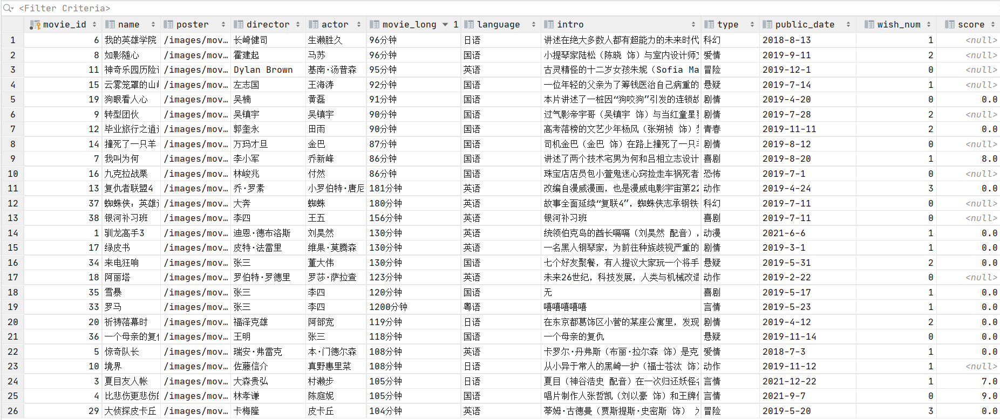 <Filter Criteria>
movie_id name poster director actor movie_long 1 language intro type public_date wish_num score
1 6 我的英雄学院 /images/mov… 长崎健司 生濑胜久 96分钟 日语 讲述在绝大多数人都有超能力的未来时代 科幻 2018-8-13 1 <null>
2 8 如影随心 /images/mov… 霍建起 马苏 96分钟 国语 小提琴家陆松（陈晓 饰）与室内设计师 爱情 2019-9-11 2 <null>
3 11 神奇乐园历险 /images/mov… Dylan Brown 基南·汤普森 95分钟 英语 古灵精怪的十二岁女孩朱妮（Sofia Ma 冒险 2019-12-1 0 <null>
4 15 云雾笼罩的山 /images/mov… 左志国 王海涛 92分钟 国语 一位年轻的父亲为了筹钱医治自己病重的 悬疑 2019-7-14 1 <null>
5 19 狗眼看人心 /images/mov… 吴楠 黄磊 91分钟 国语 本片讲述了一桩因“狗咬狗”引发的连锁故 剧情 2019-4-20 0 0.0
6 9 转型团伙 /images/mov… 吴镇宇 吴镇宇 90分钟 国语 过气影帝宇哥（吴镇宇 饰）与当红童星 剧情 2019-7-28 2 <null>
7 12 毕业旅行之逍 /images/mov… 郭奎永 田雨 90分钟 国语 高考落榜的文艺少年杨风（张朔祯 饰） 青春 2019-11-11 2 0.0
8 14 撞死了一只羊 /images/mov… 万玛才旦 金巴 87分钟 国语 司机金巴（金巴 饰）在路上撞死了一只 剧情 2019-8-12 0 <null>
9 7 我叫为何 /images/mov… 李小军 乔新峰 86分钟 国语 讲述了两个技术宅男为何和吕相立志设计 喜剧 2019-8-20 1 8.0
10 16 九克拉战栗 /images/mov… 林峻兆 付然 86分钟 国语 珠宝店店员包小萱鬼迷心窍捡走车祸死者 恐怖 2019-7-1 0 <null>
11 13 复仇者联盟4 /images/mov… 乔·罗素 小罗伯特·唐尼 181分钟 英语 改编自漫威漫画，也是漫威电影宇宙第22 动作 2019-4-24 3 0.0
12 37 蜘蛛侠：英雄 /images/mov… 大奔 蜘蛛 180分钟 英语 故事全面延续“复联4”，蜘蛛侠志承钢铁 科幻 2019-7-11 0 <null>
13 38 银河补习班 /images/mov… 李四 王五 156分钟 英语 银河补习班 喜剧 2019-7-11 0 <null>
14 1 驯龙高手3 /images/mov… 迪恩·德布洛斯 刘昊然 130分钟 英语 统领伯克岛的酋长嗝嗝（刘昊然 配音）， 动漫 2021-6-6 1 0.0
15 17 绿皮书 /images/mov… 皮特·法雷里 维果·莫腾森 130分钟 英语 一名黑人钢琴家，为前往种族歧视严重的 剧情 2019-3-1 1 0.0
16 34 来电狂响 /images/mov… 张三 董大伟 130分钟 国语 七个好友聚餐，有人提议大家玩一个将手 悬疑 2019-5-31 2 0.0
17 18 阿丽塔 /images/mov… 罗伯特·罗德里 罗莎·萨拉查 123分钟 英语 未来26世纪，科技发展，人类与机械改造 动作 2019-2-22 0 <null>
18 35 雪暴 /images/mov… 张三 李四 120分钟 国语 无 喜剧 2019-5-17 1 0.0
19 33 罗马 /images/mov… 张三 李四 1200分钟 粤语 嘻嘻嘻嘻嘻 言情 2019-5-23 1 0.0
20 20 祈祷落幕时 /images/mov… 福泽克雄 阿部宽 119分钟 日语 在东京都葛饰区小菅的某座公寓里，发现 剧情 2019-4-12 2 0.0
21 36 一个母亲的复仇 /images/mov… 王明 张三 118分钟 国语 一个母亲的复仇 悬疑 2019-11-14 0 0.0
22 5 惊奇队长 /images/mov… 瑞安·弗雷克 本·门德尔森 108分钟 英语 卡罗尔·丹弗斯（布丽·拉尔森 饰）是克 爱情 2018-7-3 1 0.0
23 10 境界 /images/mov… 佐藤信介 真野惠里菜 108分钟 日语 从小异于常人的黑崎一护（福士苍汰 饰） 动作 2019-11-12 1 <null>
24 3 夏目友人帐 /images/mov… 大森贵弘 村濑步 105分钟 日语 夏目（神谷浩史 配音）在一次归还妖怪名 言情 2021-12-22 1 7.0
25 4 比悲伤更悲伤的 /images/mov… 林孝谦 陈庭妮 105分钟 国语 唱片制作人张哲凯（刘以豪 饰）和王牌作 言情 2021-9-7 0 9.0
26 29 大侦探皮卡丘 /images/mov… 卡梅隆 皮卡丘 104分钟 英语 蒂姆·古德曼（贾斯提斯·史密斯 饰） 冒险 2019-5-20 3 0.0